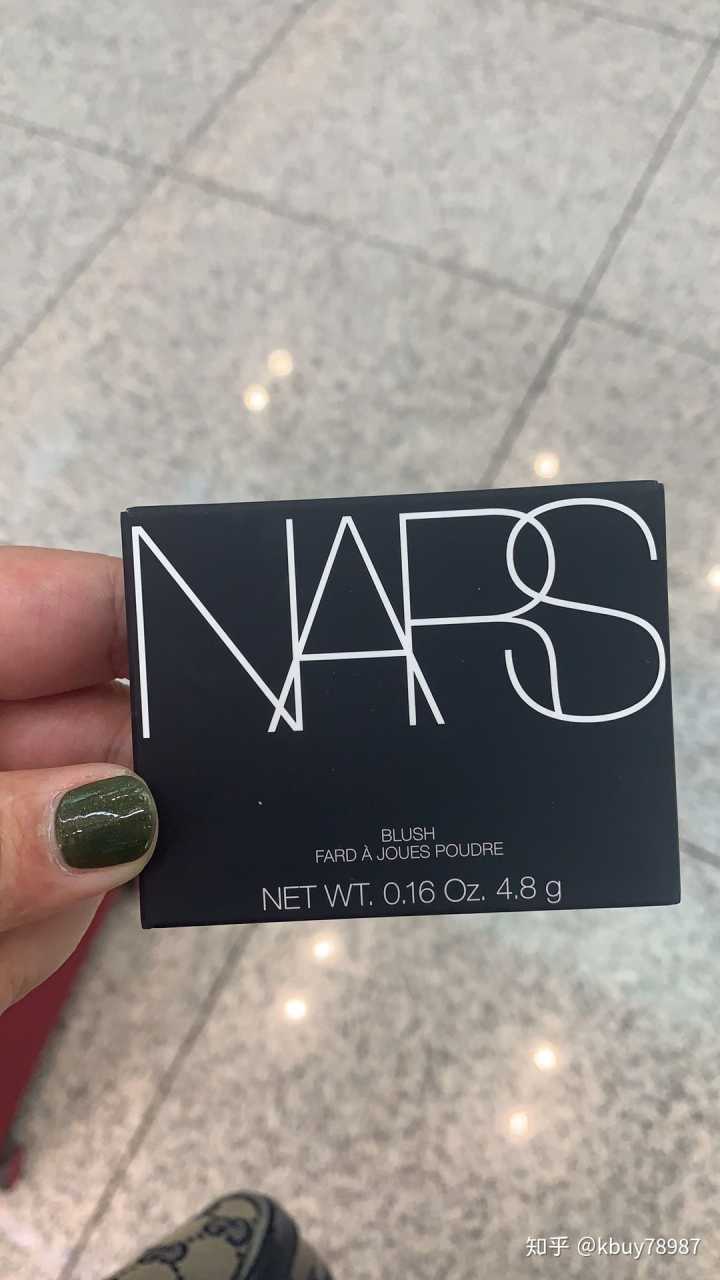 NARS
BLUSH
FARD À JOUES POUDRE
NET WT. 0.16 Oz. 4.8 g
知乎 @kbuy78987